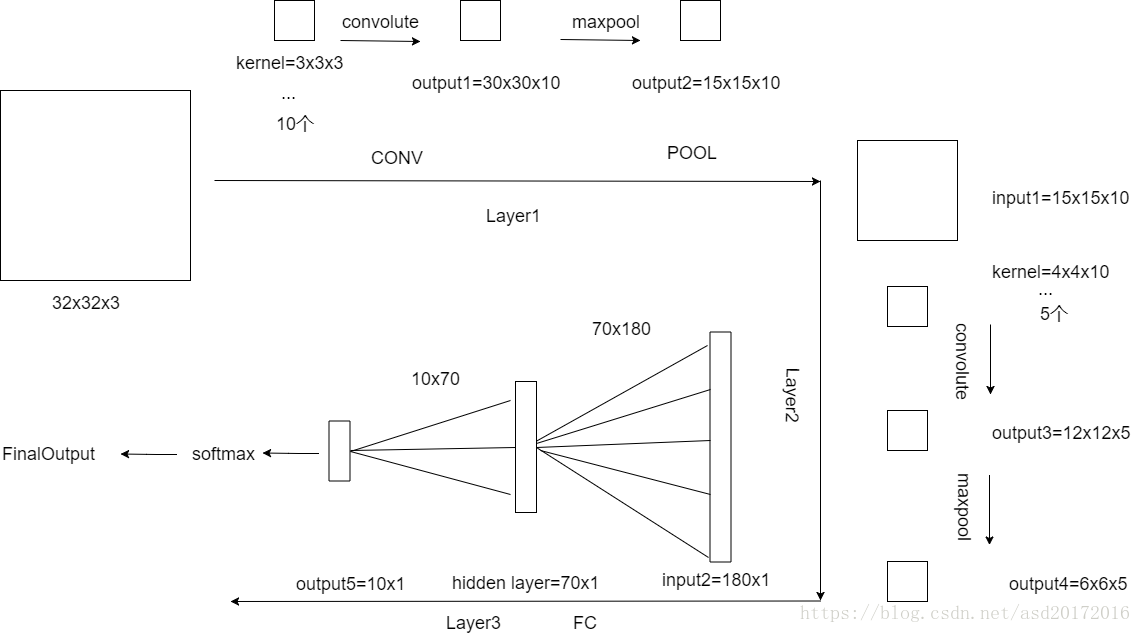 convolute
maxpool
kernel=3x3x3
output1=30x30x10
output2=15x15x10
...
10个
CONV
POOL
Layer1
32x32x3
input1=15x15x10
kernel=4x4x10
...
5个
convolute
output3=12x12x5
maxpool
output4=6x6x5
Layer2
70x180
10x70
FinalOutput
softmax
output5=10x1
hidden layer=70x1
input2=180x1
Layer3
FC
https://blog.csdn.net/asd20172016